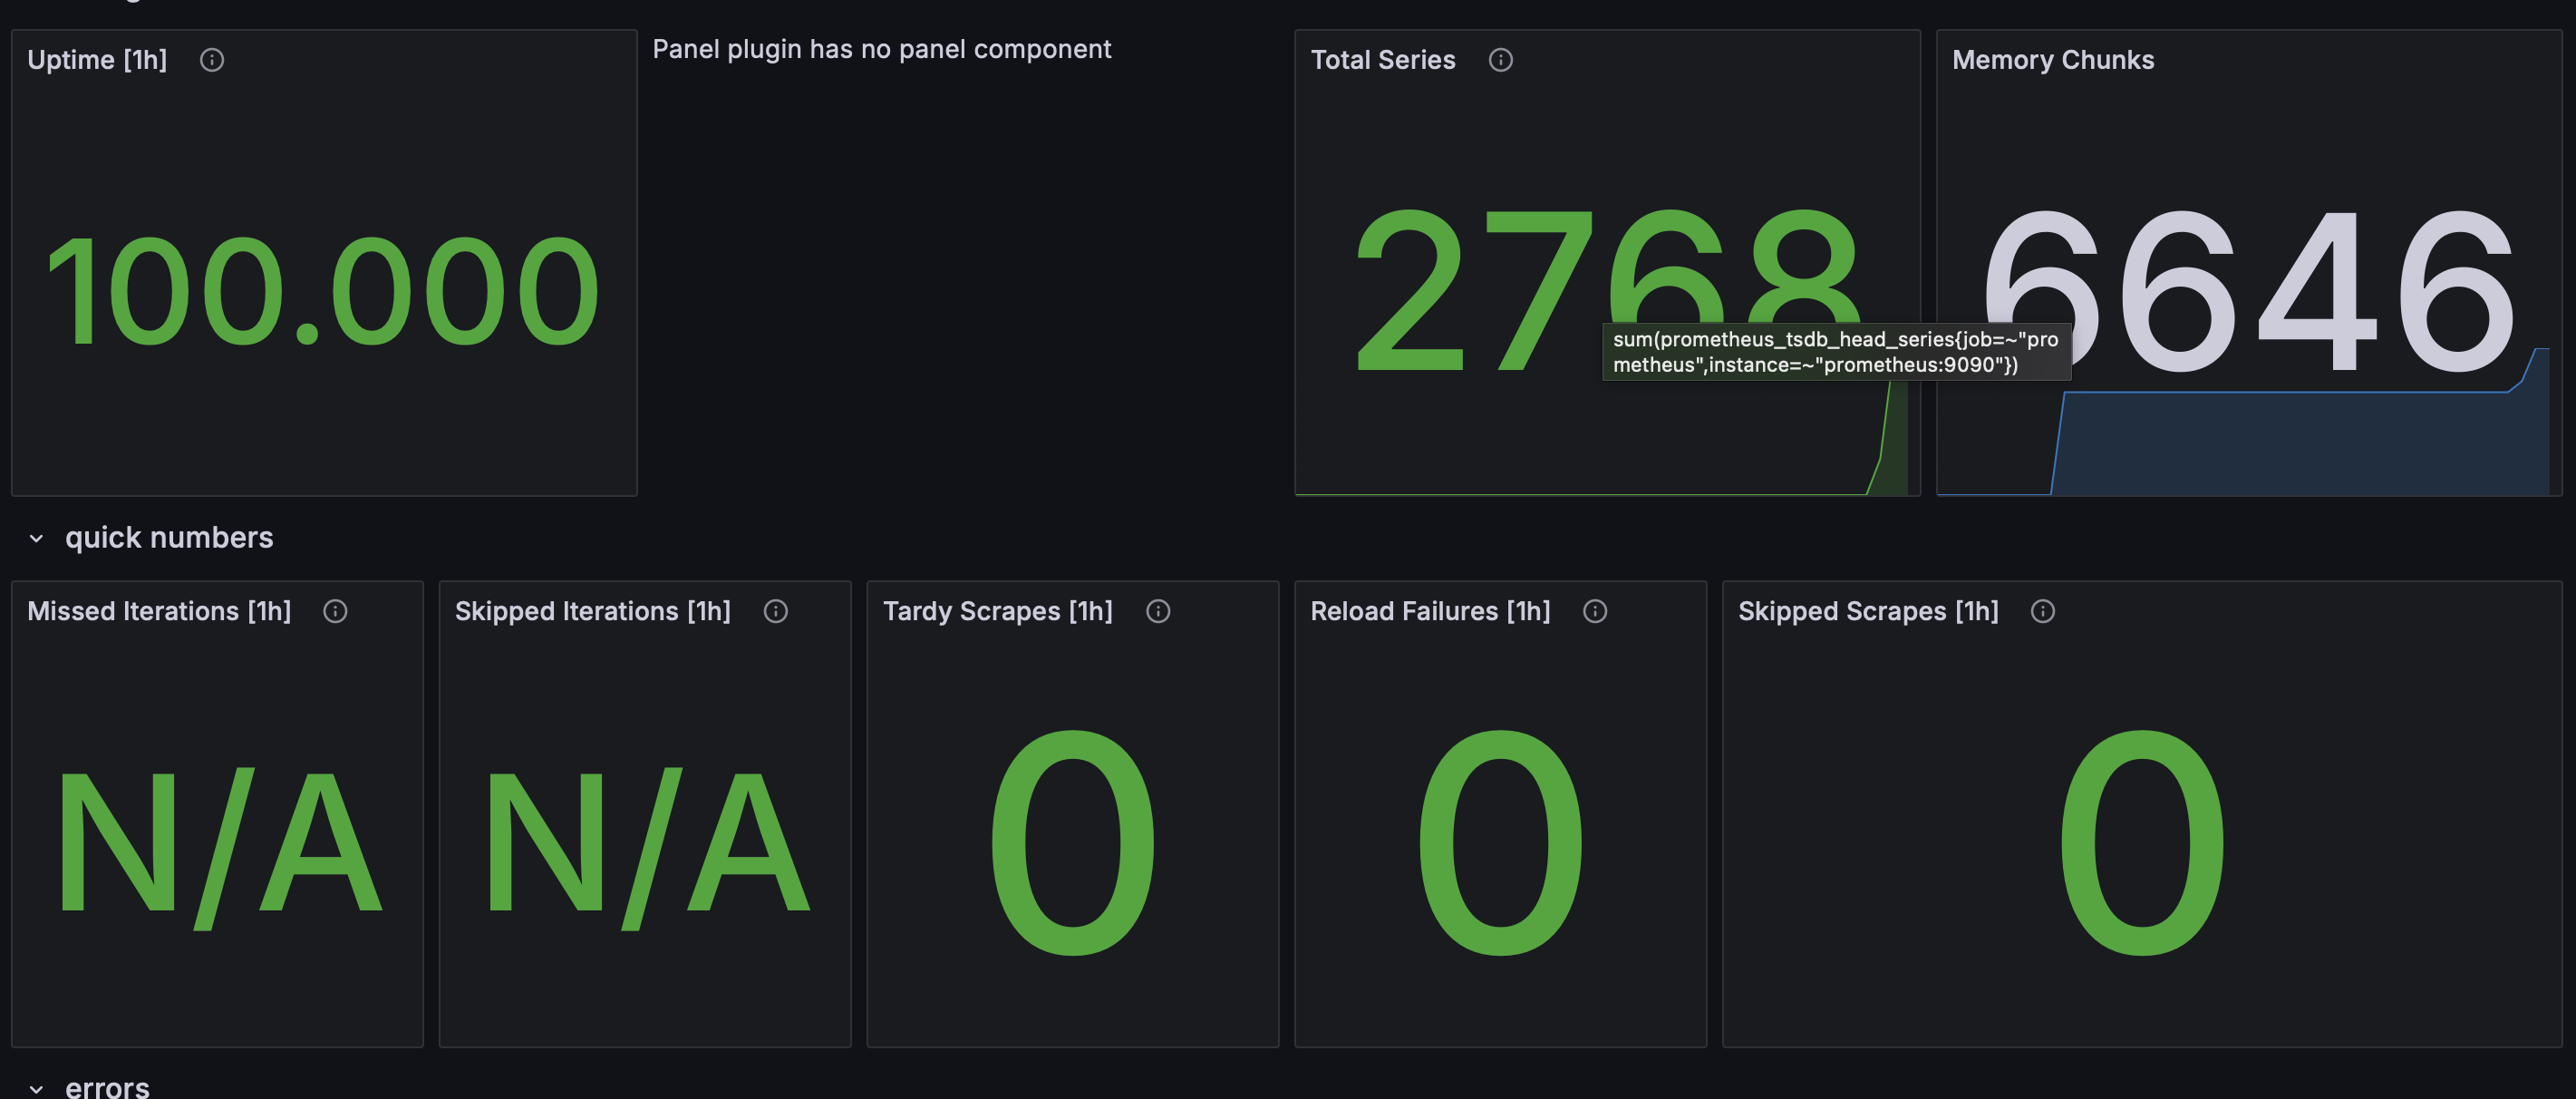 Uptime [1h]
Panel plugin has no panel component
Total Series
Memory Chunks
100.000
2768
6646
sum(prometheus_tsdb_head_series{job=~"pro
metheus",instance=~"prometheus:9090"})
quick numbers
Missed Iterations [1h]
Skipped Iterations [1h]
Tardy Scrapes [1h]
Reload Failures [1h]
Skipped Scrapes [1h]
N/A
N/A
0
0
0
errors